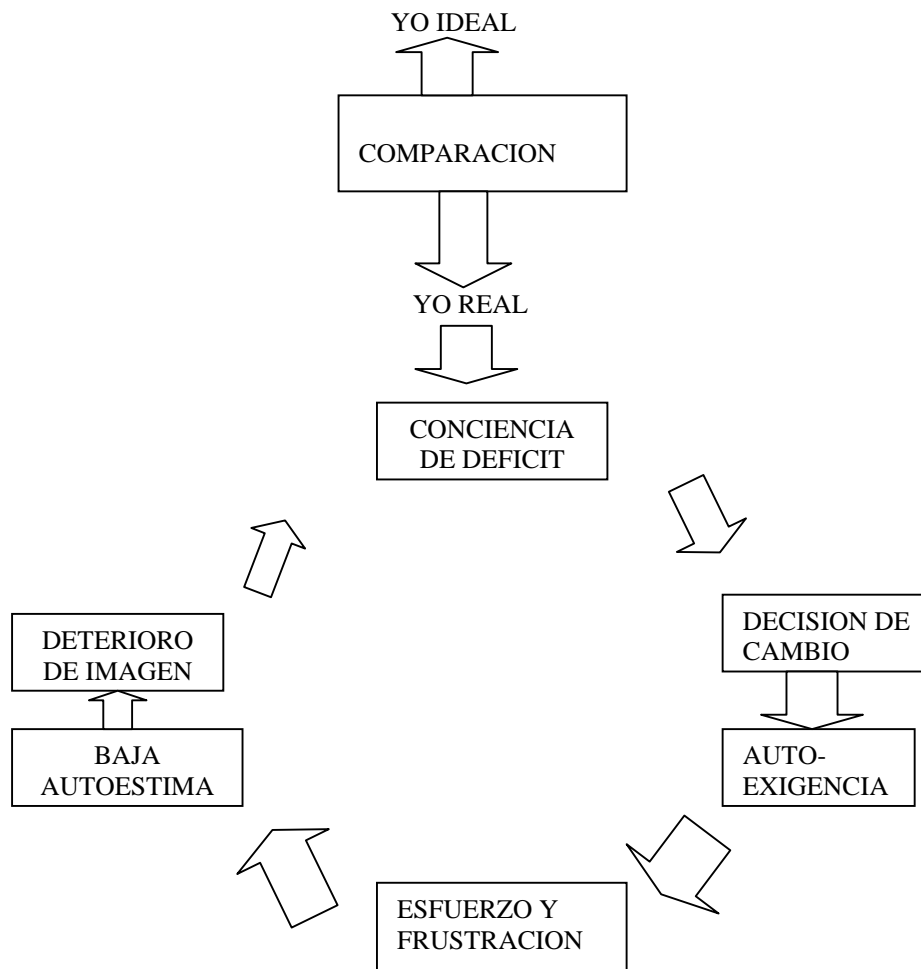 YO IDEAL
COMPARACION
YO REAL
CONCIENCIA
DE DEFICIT
DECISION DE
CAMBIO
AUTO-
EXIGENCIA
ESFUERZO Y
FRUSTRACION
BAJA
AUTOESTIMA
DETERIORO
DE IMAGEN